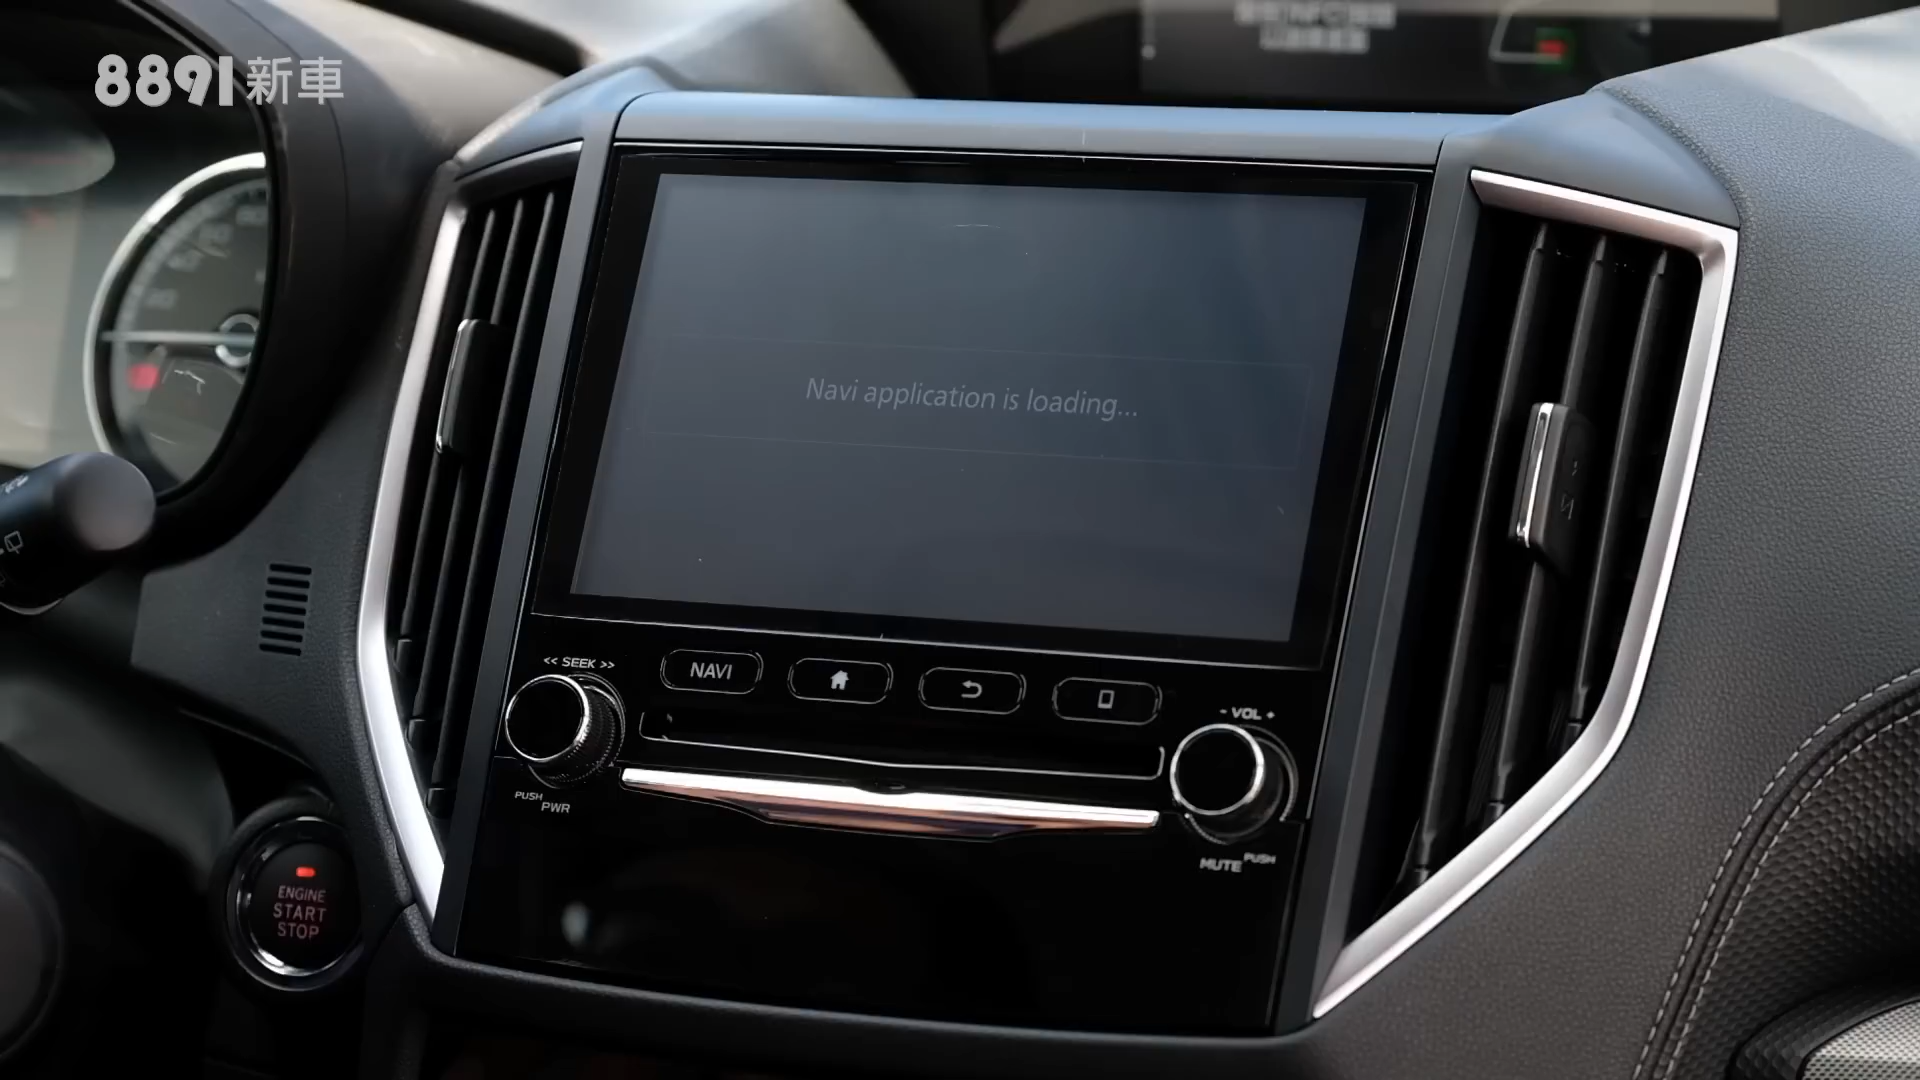 8891新車
Navi application is loading...
<< SEEK >>
NAVI
- VOL +
PUSH PWR
MUTE PUSH
ENGINE
START
STOP